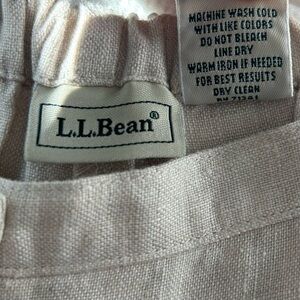 MACHINE WASH COLD
WITH LIKE COLORS
DO NOT BLEACH
LINE DRY
WARM IRON IF NEEDED
FOR BEST RESULTS
DRY CLEAN
L.L.Bean®